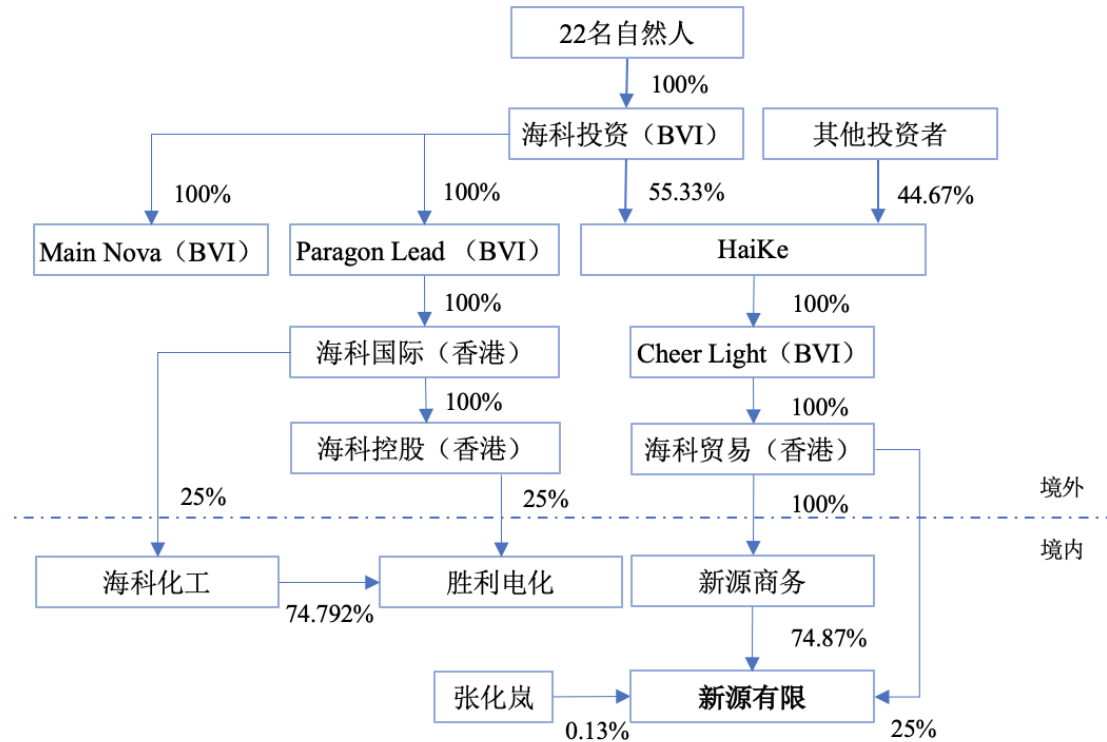 22名自然人
100%
海科投资（BVI）
其他投资者
100%
100%
55.33%
44.67%
Main Nova（BVI）
Paragon Lead （BVI）
HaiKe
100%
100%
海科国际（香港）
Cheer Light（BVI）
100%
100%
海科控股（香港）
海科贸易（香港）
25%
25%
100%
境外
境内
海科化工
胜利电化
新源商务
74.792%
74.87%
张化岚
新源有限
0.13%
25%